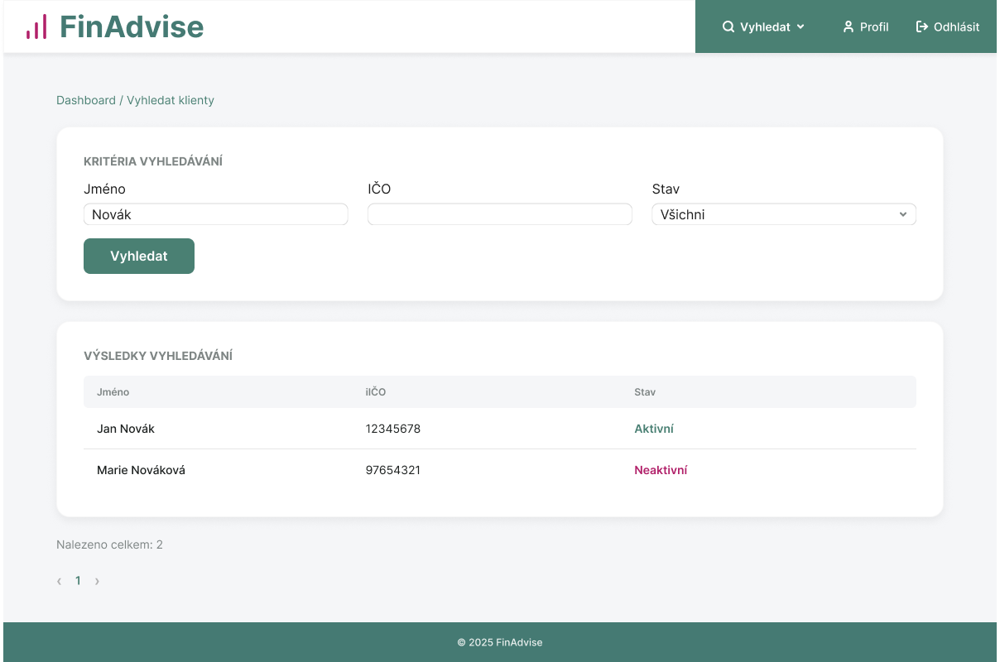 FinAdvise
Vyhledat Profil Odhlásit
Dashboard / Vyhledat klienty
KRITÉRIA VYHLEDÁVÁNÍ
Jméno IČO Stav
Novák Všichni
Vyhledat
VÝSLEDKY VYHLEDÁVÁNÍ
Jméno iIČO Stav
Jan Novák 12345678 Aktivní
Marie Nováková 97654321 Neaktivní
Nalezeno celkem: 2
‹ 1 ›
© 2025 FinAdvise